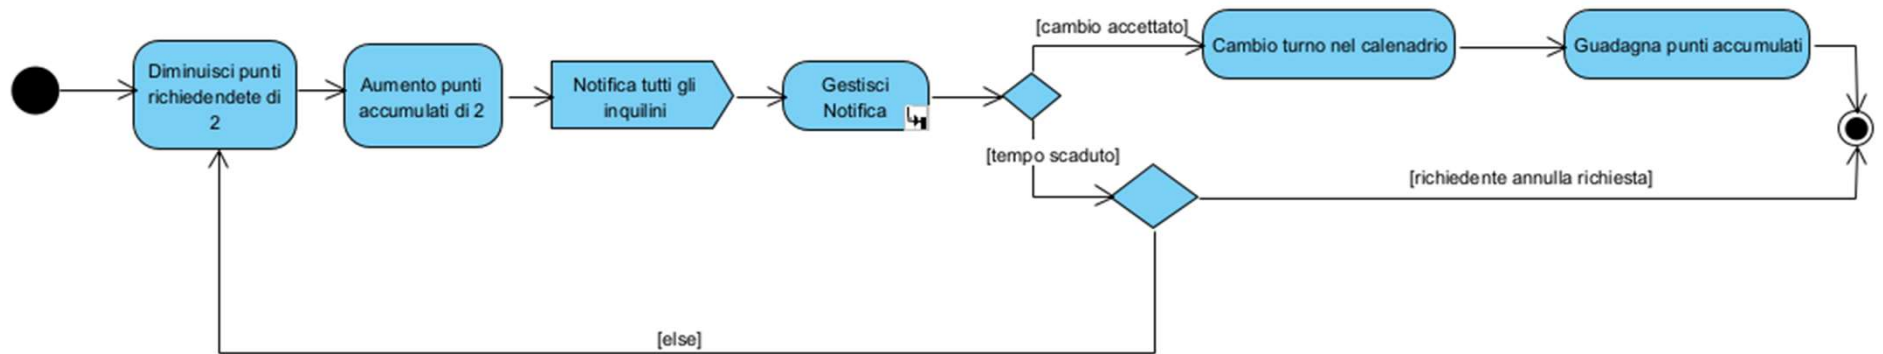 Diminuisci punti
richiedendete di
2
Aumento punti
accumulati di 2
Notifica tutti gli
inquilini
Gestisci
Notifica
[cambio accettato]
Cambio turno nel calenadrio
Guadagna punti accumulati
[tempo scaduto]
[richiedente annulla richiesta]
[else]